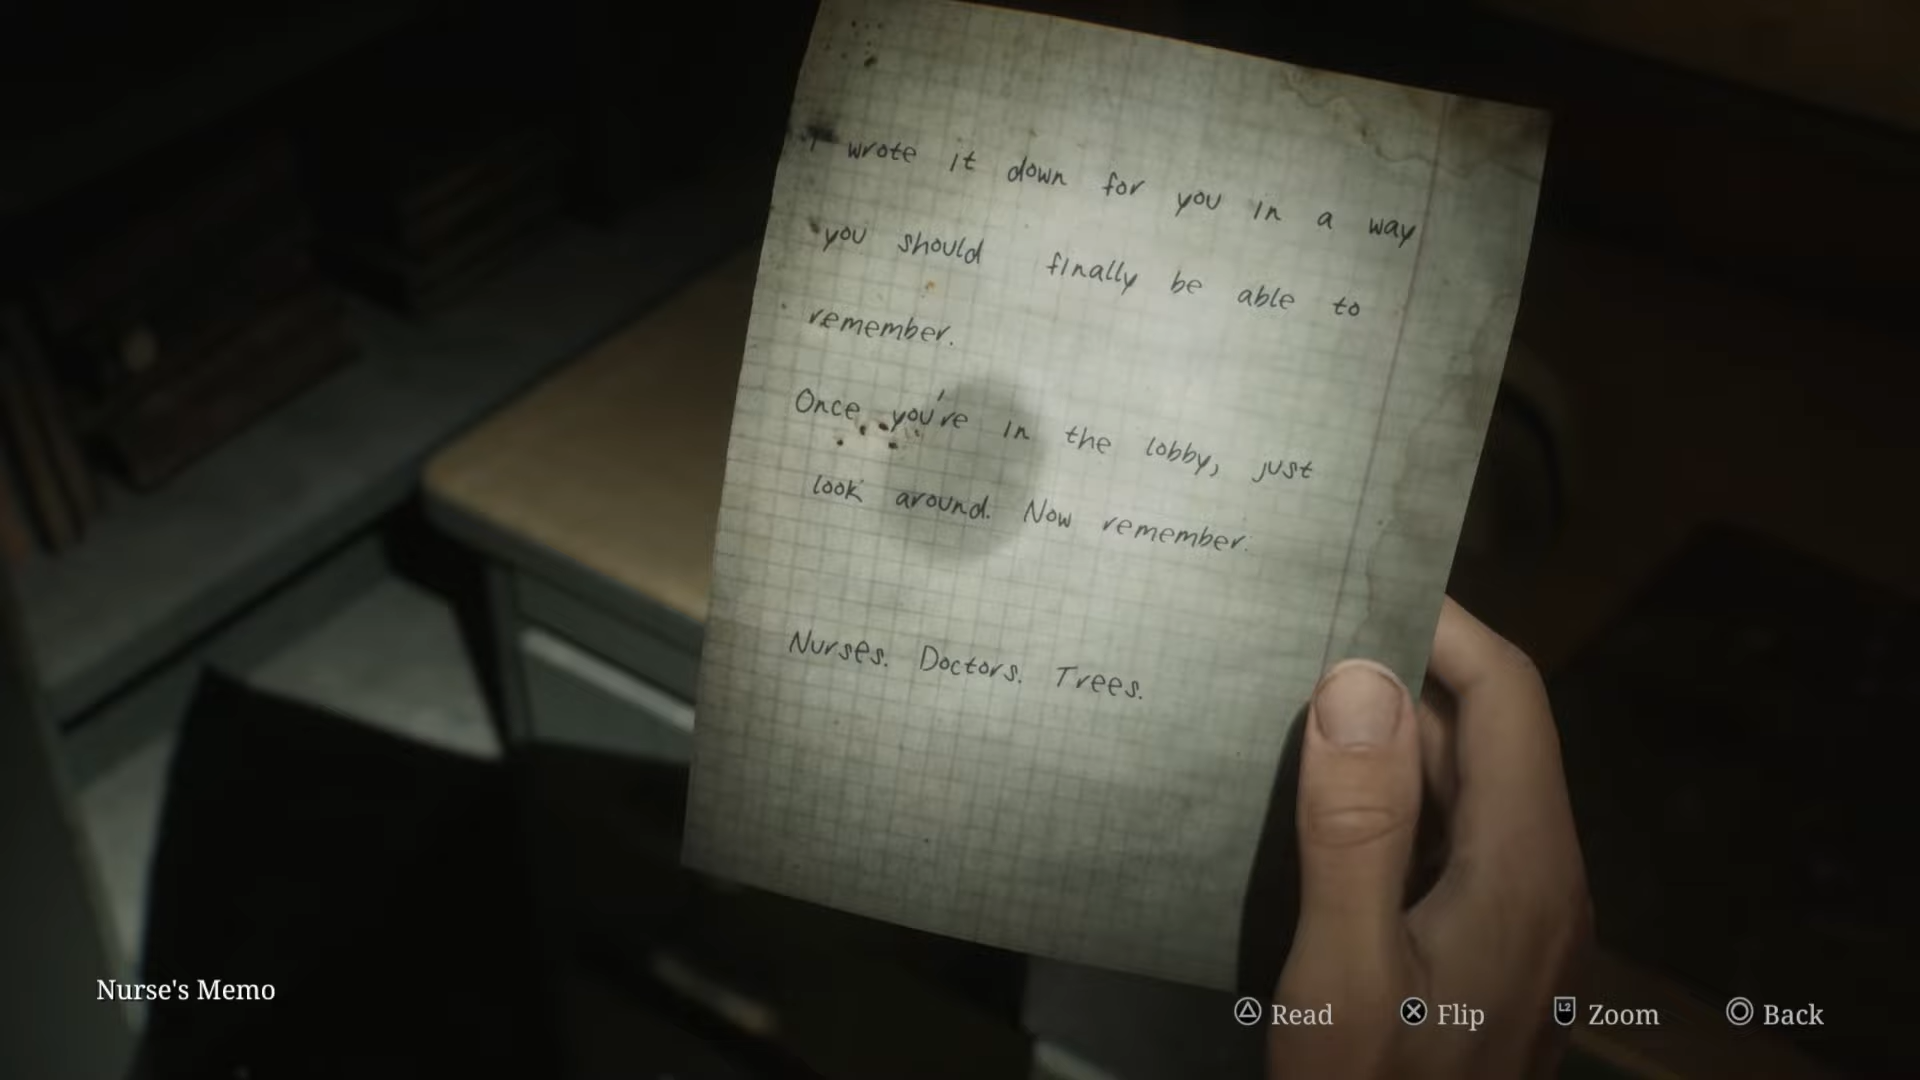 I wrote it down for you in a way
you should finally be able to
remember.
Once you're in the lobby, just
look around. Now remember:
Nurses. Doctors. Trees.
Nurse's Memo
Read
L2
Flip
Zoom
Back